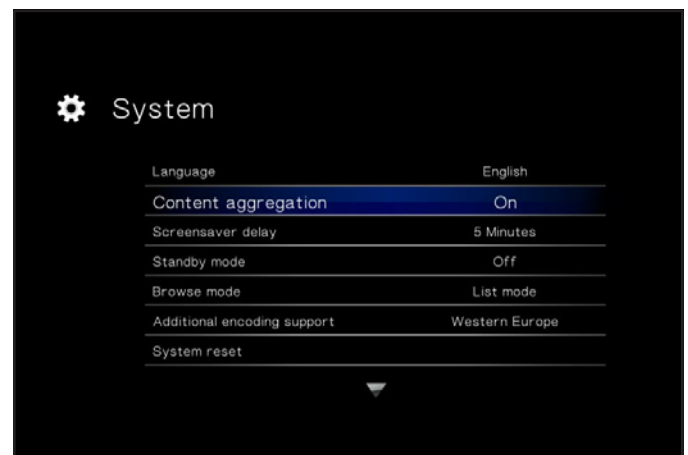 System
Language English
Content aggregation On
Screensaver delay 5 Minutes
Standby mode Off
Browse mode List mode
Additional encoding support Western Europe
System reset